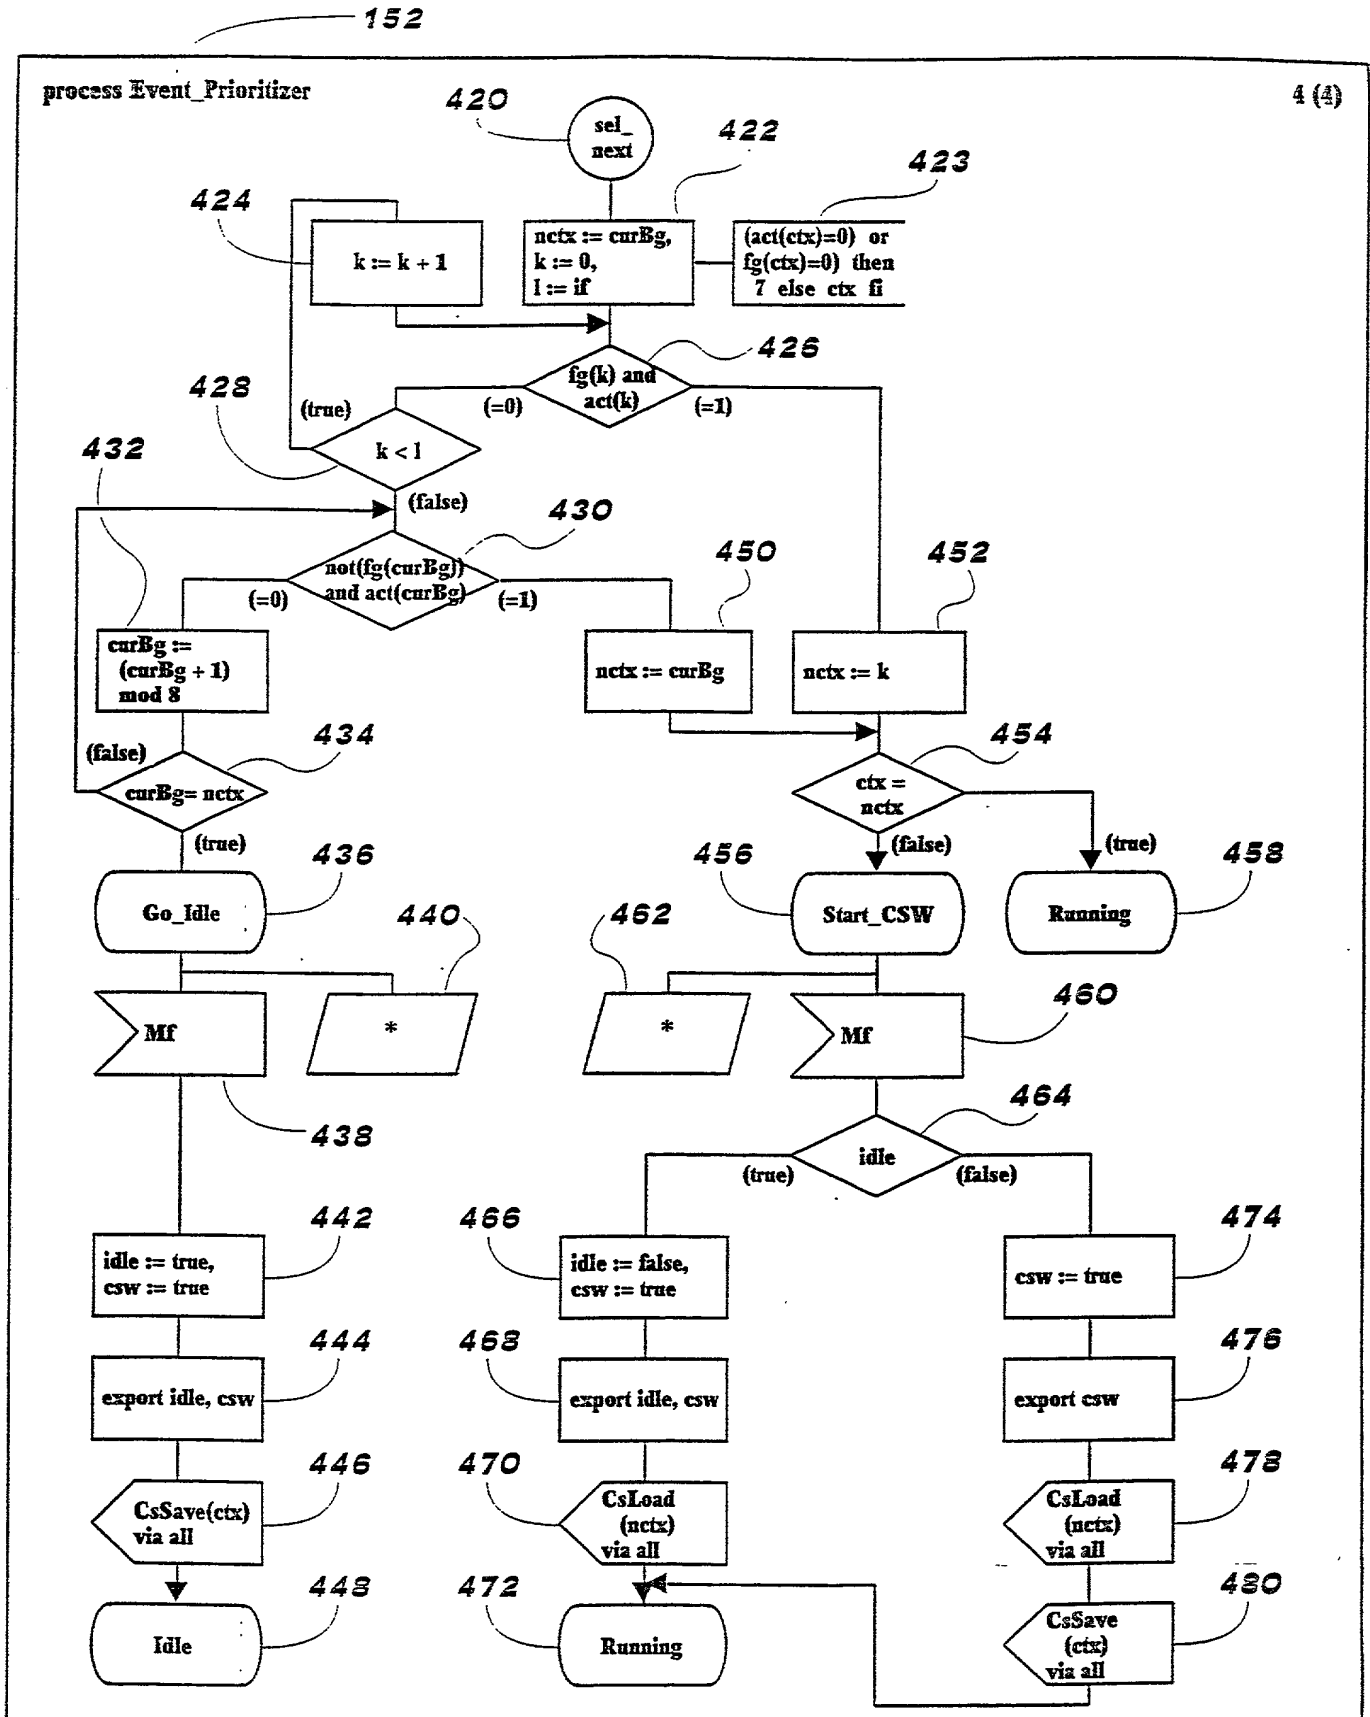 152
process Event_Prioritizer
4 (4)
420
sel_
next
422
423
424
k := k + 1
nctx := curBg,
k := 0,
l := if
(act(ctx)=0) or
fg(ctx)=0) then
7 else ctx fi
426
fg(k) and
act(k)
(=0)
(=1)
428
(true)
k < l
(false)
432
430
not(fg(curBg))
and act(curBg)
(=0)
(=1)
450
452
curBg :=
(curBg + 1)
mod 8
nctx := curBg
nctx := k
434
(false)
curBg= nctx
(true)
454
ctx =
nctx
(false)
(true)
436
456
458
Go_Idle
Start_CSW
Running
440
462
Mf
*
*
Mf
460
438
464
idle
(true)
(false)
442
466
474
idle := true,
csw := true
idle := false,
csw := true
csw := true
444
468
476
export idle, csw
export idle, csw
export csw
446
470
478
CsSave(ctx)
via all
CsLoad
(nctx)
via all
CsLoad
(nctx)
via all
448
472
480
Idle
Running
CsSave
(ctx)
via all